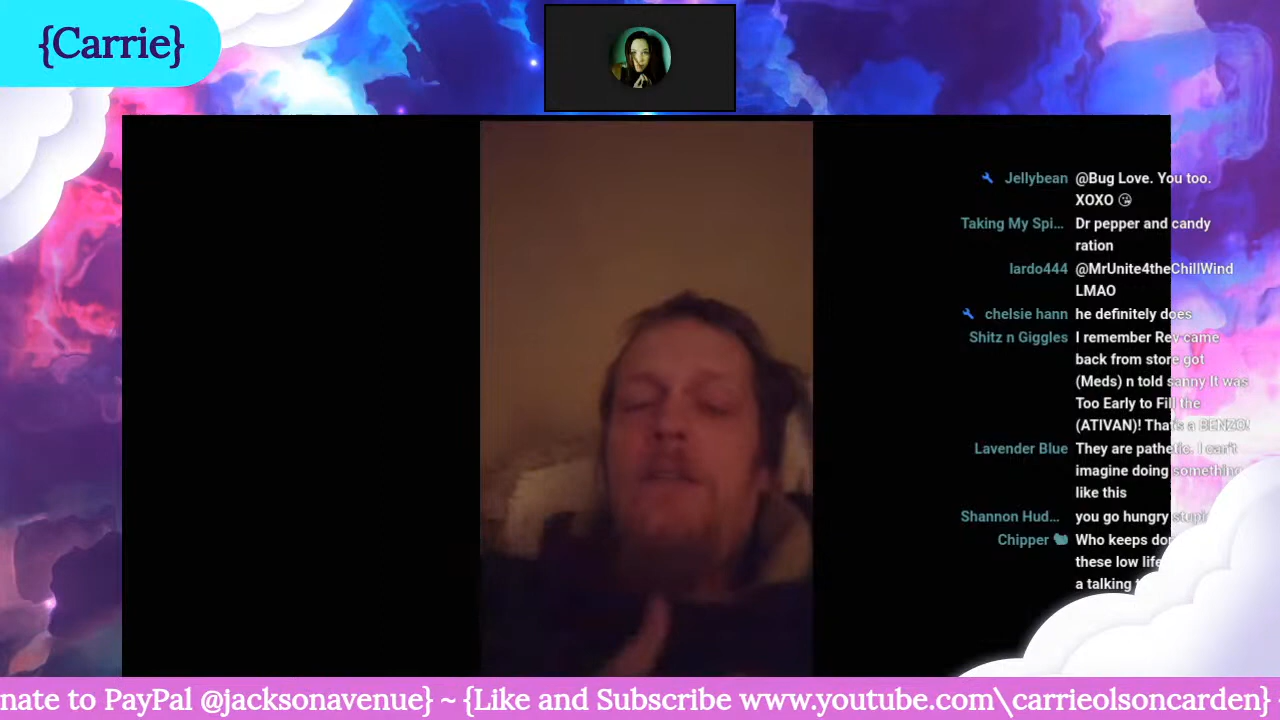 {Carrie}
Jellybean @Bug Love. You too.
XOXO 😘
Taking My Spi... Dr pepper and candy
ration
lardo444 @MrUnite4theChillWind
LMAO
chelsie hann he definitely does
Shitz n Giggles I remember Rev came
back from store got
(Meds) n told sanny It was
Too Early to Fill the
(ATIVAN)! Thats a BENZO!
Lavender Blue They are pathetic. I can't
imagine doing something
like this
Shannon Hud... you go hungry
Chipper 🐿 Who keeps
these low
a talking
nate to PayPal @jacksonavenue} ~ {Like and Subscribe www.youtube.com\carrieolsoncarden}